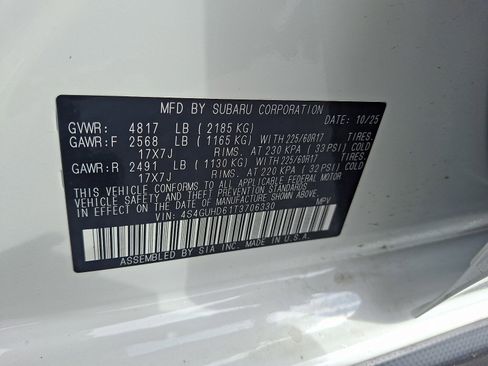 MFD BY SUBARU CORPORATION
DATE: 10/25
GVWR: 4817 LB (2185 KG)
GAWR:F 2568 LB (1165 KG) WITH 225/60R17 TIRES.
17X7J RIMS. AT 230 KPA (33 PSI) COLD
GAWR:R 2491 LB (1130 KG) WITH 225/60R17 TIRES.
17X7J RIMS. AT 220 KPA (32 PSI) COLD
THIS VEHICLE CONFORMS TO ALL APPLICABLE FEDERAL MOTOR
VEHICLE SAFETY AND THEFT PREVENTION STANDARDS
IN EFFECT ON THE DATE OF MANUFACTURE SHOWN ABOVE.
VIN: 4S4GUHD61T3706330 MPV
ASSEMBLED BY SIA INC. MADE IN U.S.A.